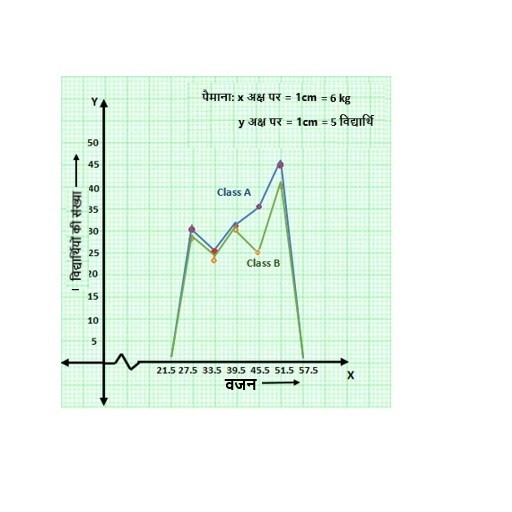 पैमाना: x अक्ष पर = 1cm = 6 kg
y अक्ष पर = 1cm = 5 विद्यार्थि
Y
50
45
40
35
30
25
20
15
10
5
विद्यार्थियों की संख्या
Class A
Class B
21.5 27.5 33.5 39.5 45.5 51.5 57.5
X
वजन